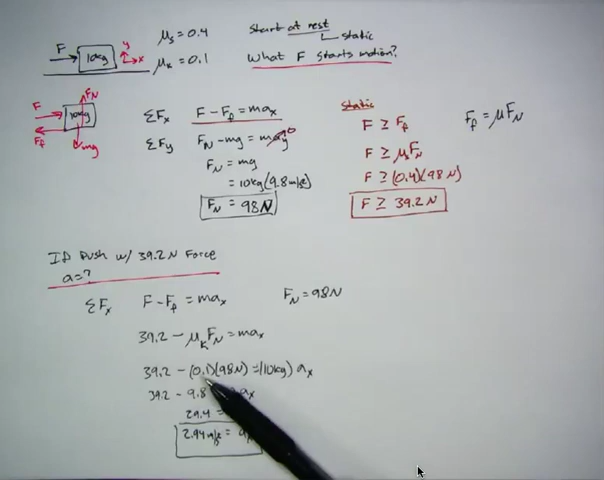 F 10kg μs = 0.4 Start at rest
y x μk = 0.1 static
What F starts motion?
FN
F 10kg
Ff
mg
ΣFx F - Ff = max
ΣFy FN - mg = may 0
FN = mg
= 10kg(9.8m/s²)
FN = 98N
Static
F ≥ Ff
F ≥ μsFN
F ≥ (0.4)(98N)
F ≥ 39.2N
Ff = μFN
If Push w/ 39.2N Force
a=?
ΣFx F - Ff = max FN = 98N
39.2 - μkFN = max
39.2 - (0.1)(98N) = (10kg) ax
39.2 - 9.8 ax
29.4 =
2.94m/s² = a